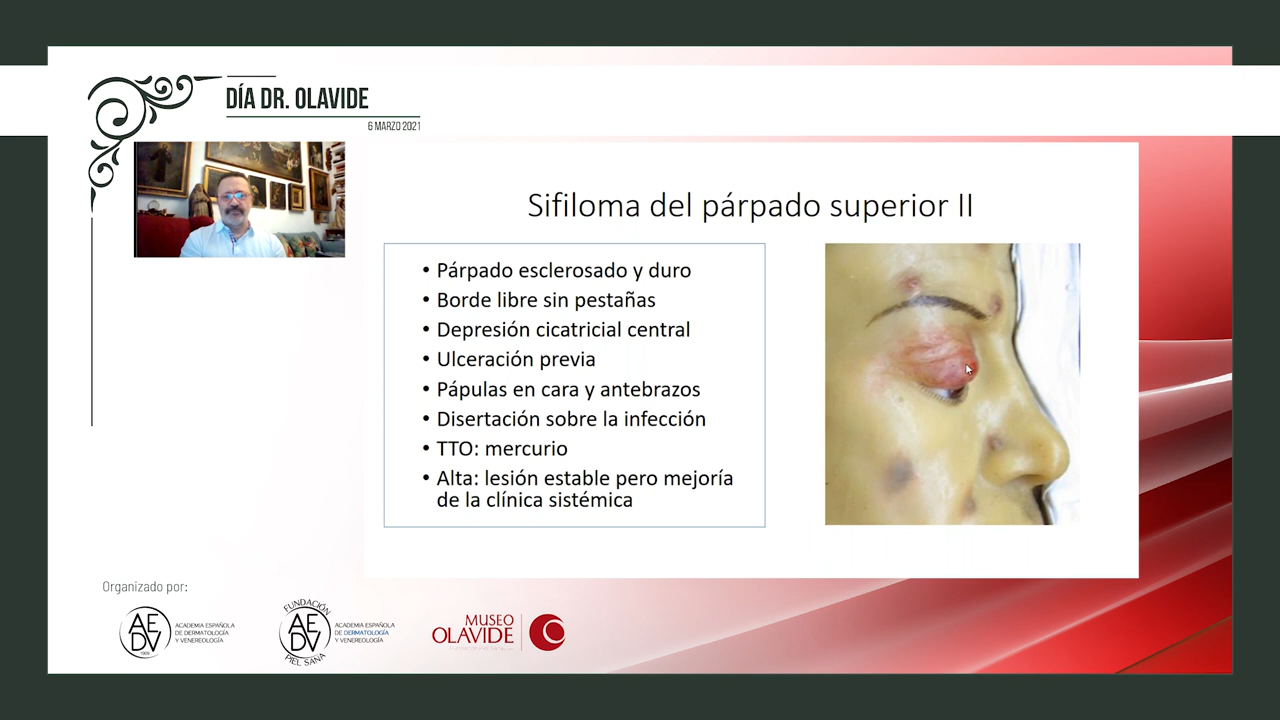 DÍA DR. OLAVIDE
6 MARZO 2021
Sifiloma del párpado superior II
• Párpado esclerosado y duro
• Borde libre sin pestañas
• Depresión cicatricial central
• Ulceración previa
• Pápulas en cara y antebrazos
• Disertación sobre la infección
• TTO: mercurio
• Alta: lesión estable pero mejoría
de la clínica sistémica
Organizado por:
AEDV
1909
ACADEMIA ESPAÑOLA
DE DERMATOLOGÍA
Y VENEREOLOGÍA
FUNDACIÓN
AEDV
PIEL SANA
ACADEMIA ESPAÑOLA
DE DERMATOLOGÍA
Y VENEREOLOGÍA
MUSEO
OLAVIDE